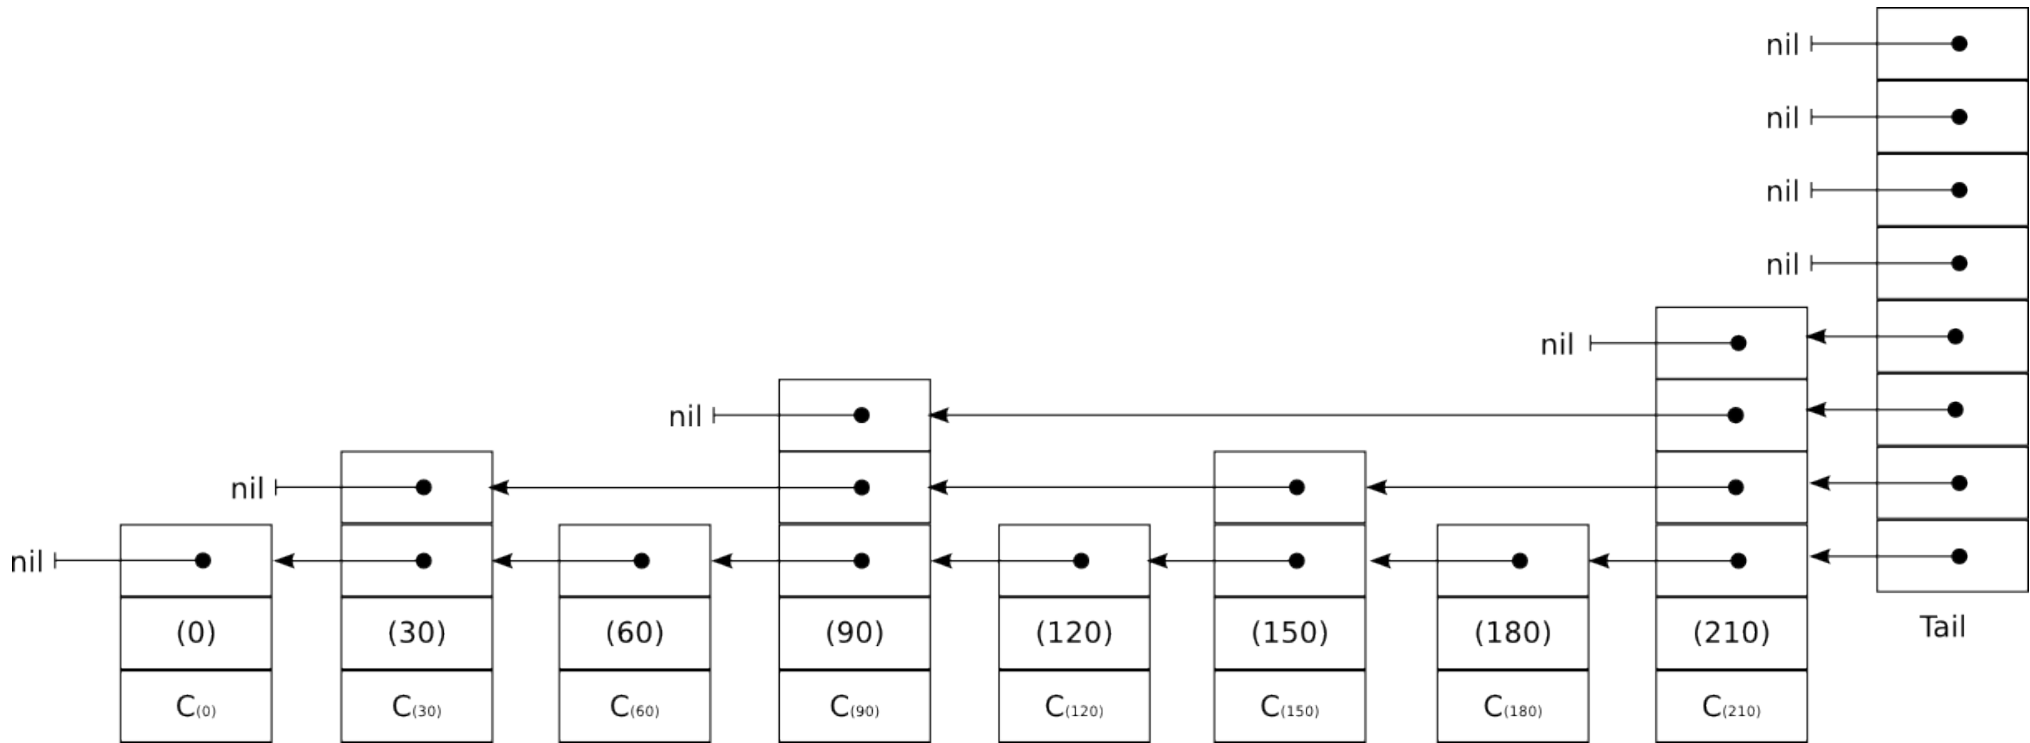 nil
nil
nil
nil
nil
nil
nil
nil
(0) (30) (60) (90) (120) (150) (180) (210) Tail
C(0) C(30) C(60) C(90) C(120) C(150) C(180) C(210)